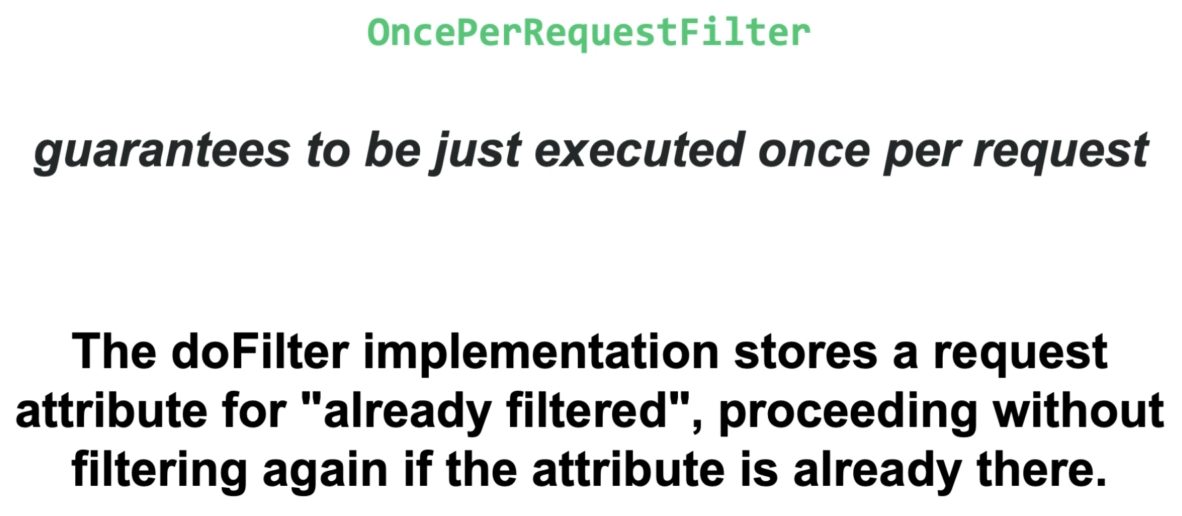 OncePerRequestFilter
guarantees to be just executed once per request
The doFilter implementation stores a request
attribute for "already filtered", proceeding without
filtering again if the attribute is already there.